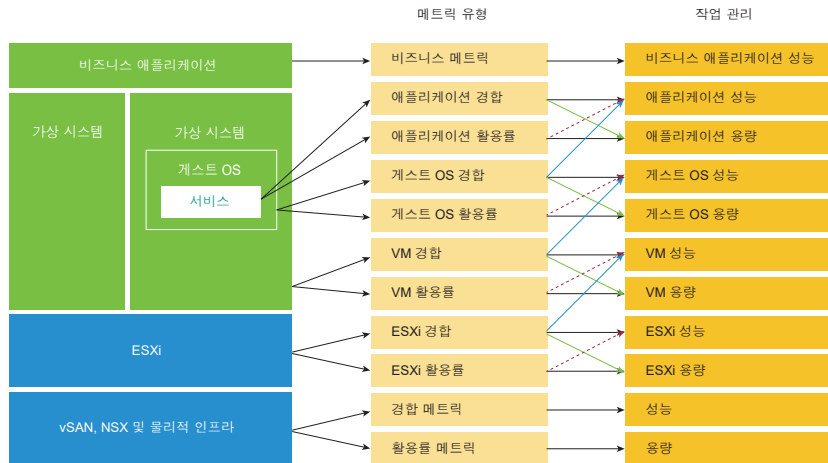 메트릭 유형
작업 관리
비즈니스 애플리케이션
비즈니스 메트릭
비즈니스 애플리케이션 성능
가상 시스템
가상 시스템
게스트 OS
서비스
애플리케이션 경합
애플리케이션 성능
애플리케이션 활용률
애플리케이션 용량
게스트 OS 경합
게스트 OS 성능
게스트 OS 활용률
게스트 OS 용량
VM 경합
VM 성능
VM 활용률
VM 용량
ESXi
ESXi 경합
ESXi 성능
ESXi 활용률
ESXi 용량
vSAN, NSX 및 물리적 인프라
경합 메트릭
성능
활용률 메트릭
용량